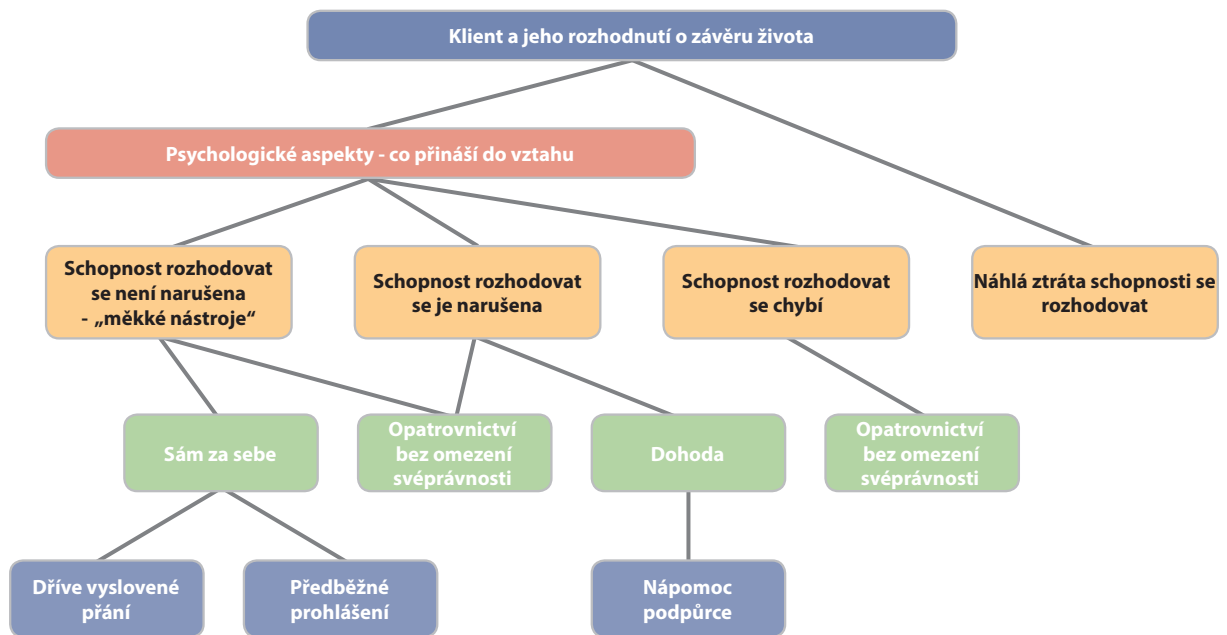 Klient a jeho rozhodnutí o závěru života
Psychologické aspekty - co přináší do vztahu
Schopnost rozhodovat
se není narušena
- „měkké nástroje“
Schopnost rozhodovat
se je narušena
Schopnost rozhodovat
se chybí
Náhlá ztráta schopnosti se
rozhodovat
Sám za sebe
Opatrovnictví
bez omezení
svéprávnosti
Dohoda
Opatrovnictví
bez omezení
svéprávnosti
Dříve vyslovené
přání
Předběžné
prohlášení
Nápomoc
podpůrce